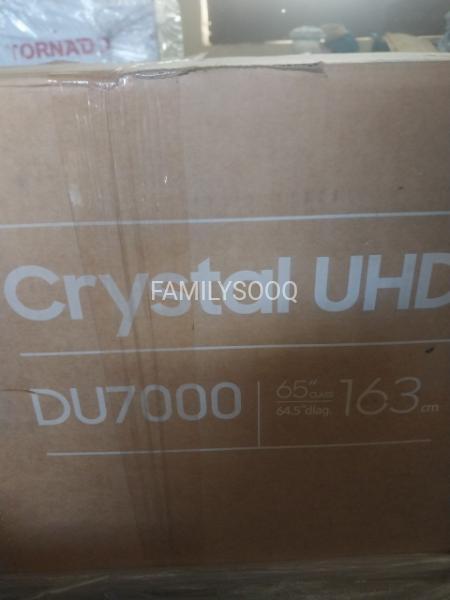 TORNADO
Crystal UHD
FAMILYSOOQ
DU7000
65" CLASS
64.5" diag.
163 cm